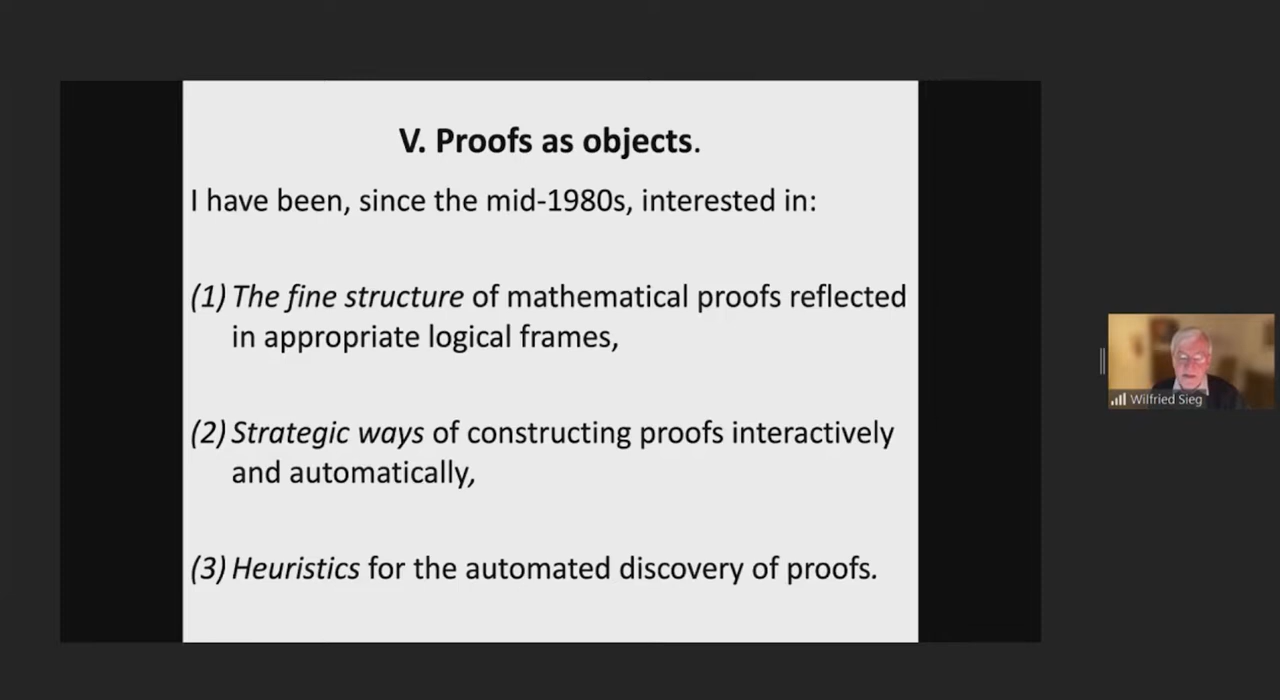 V. Proofs as objects.
I have been, since the mid-1980s, interested in:
(1) The fine structure of mathematical proofs reflected
in appropriate logical frames,
(2) Strategic ways of constructing proofs interactively
and automatically,
(3) Heuristics for the automated discovery of proofs.
Wilfried Sieg